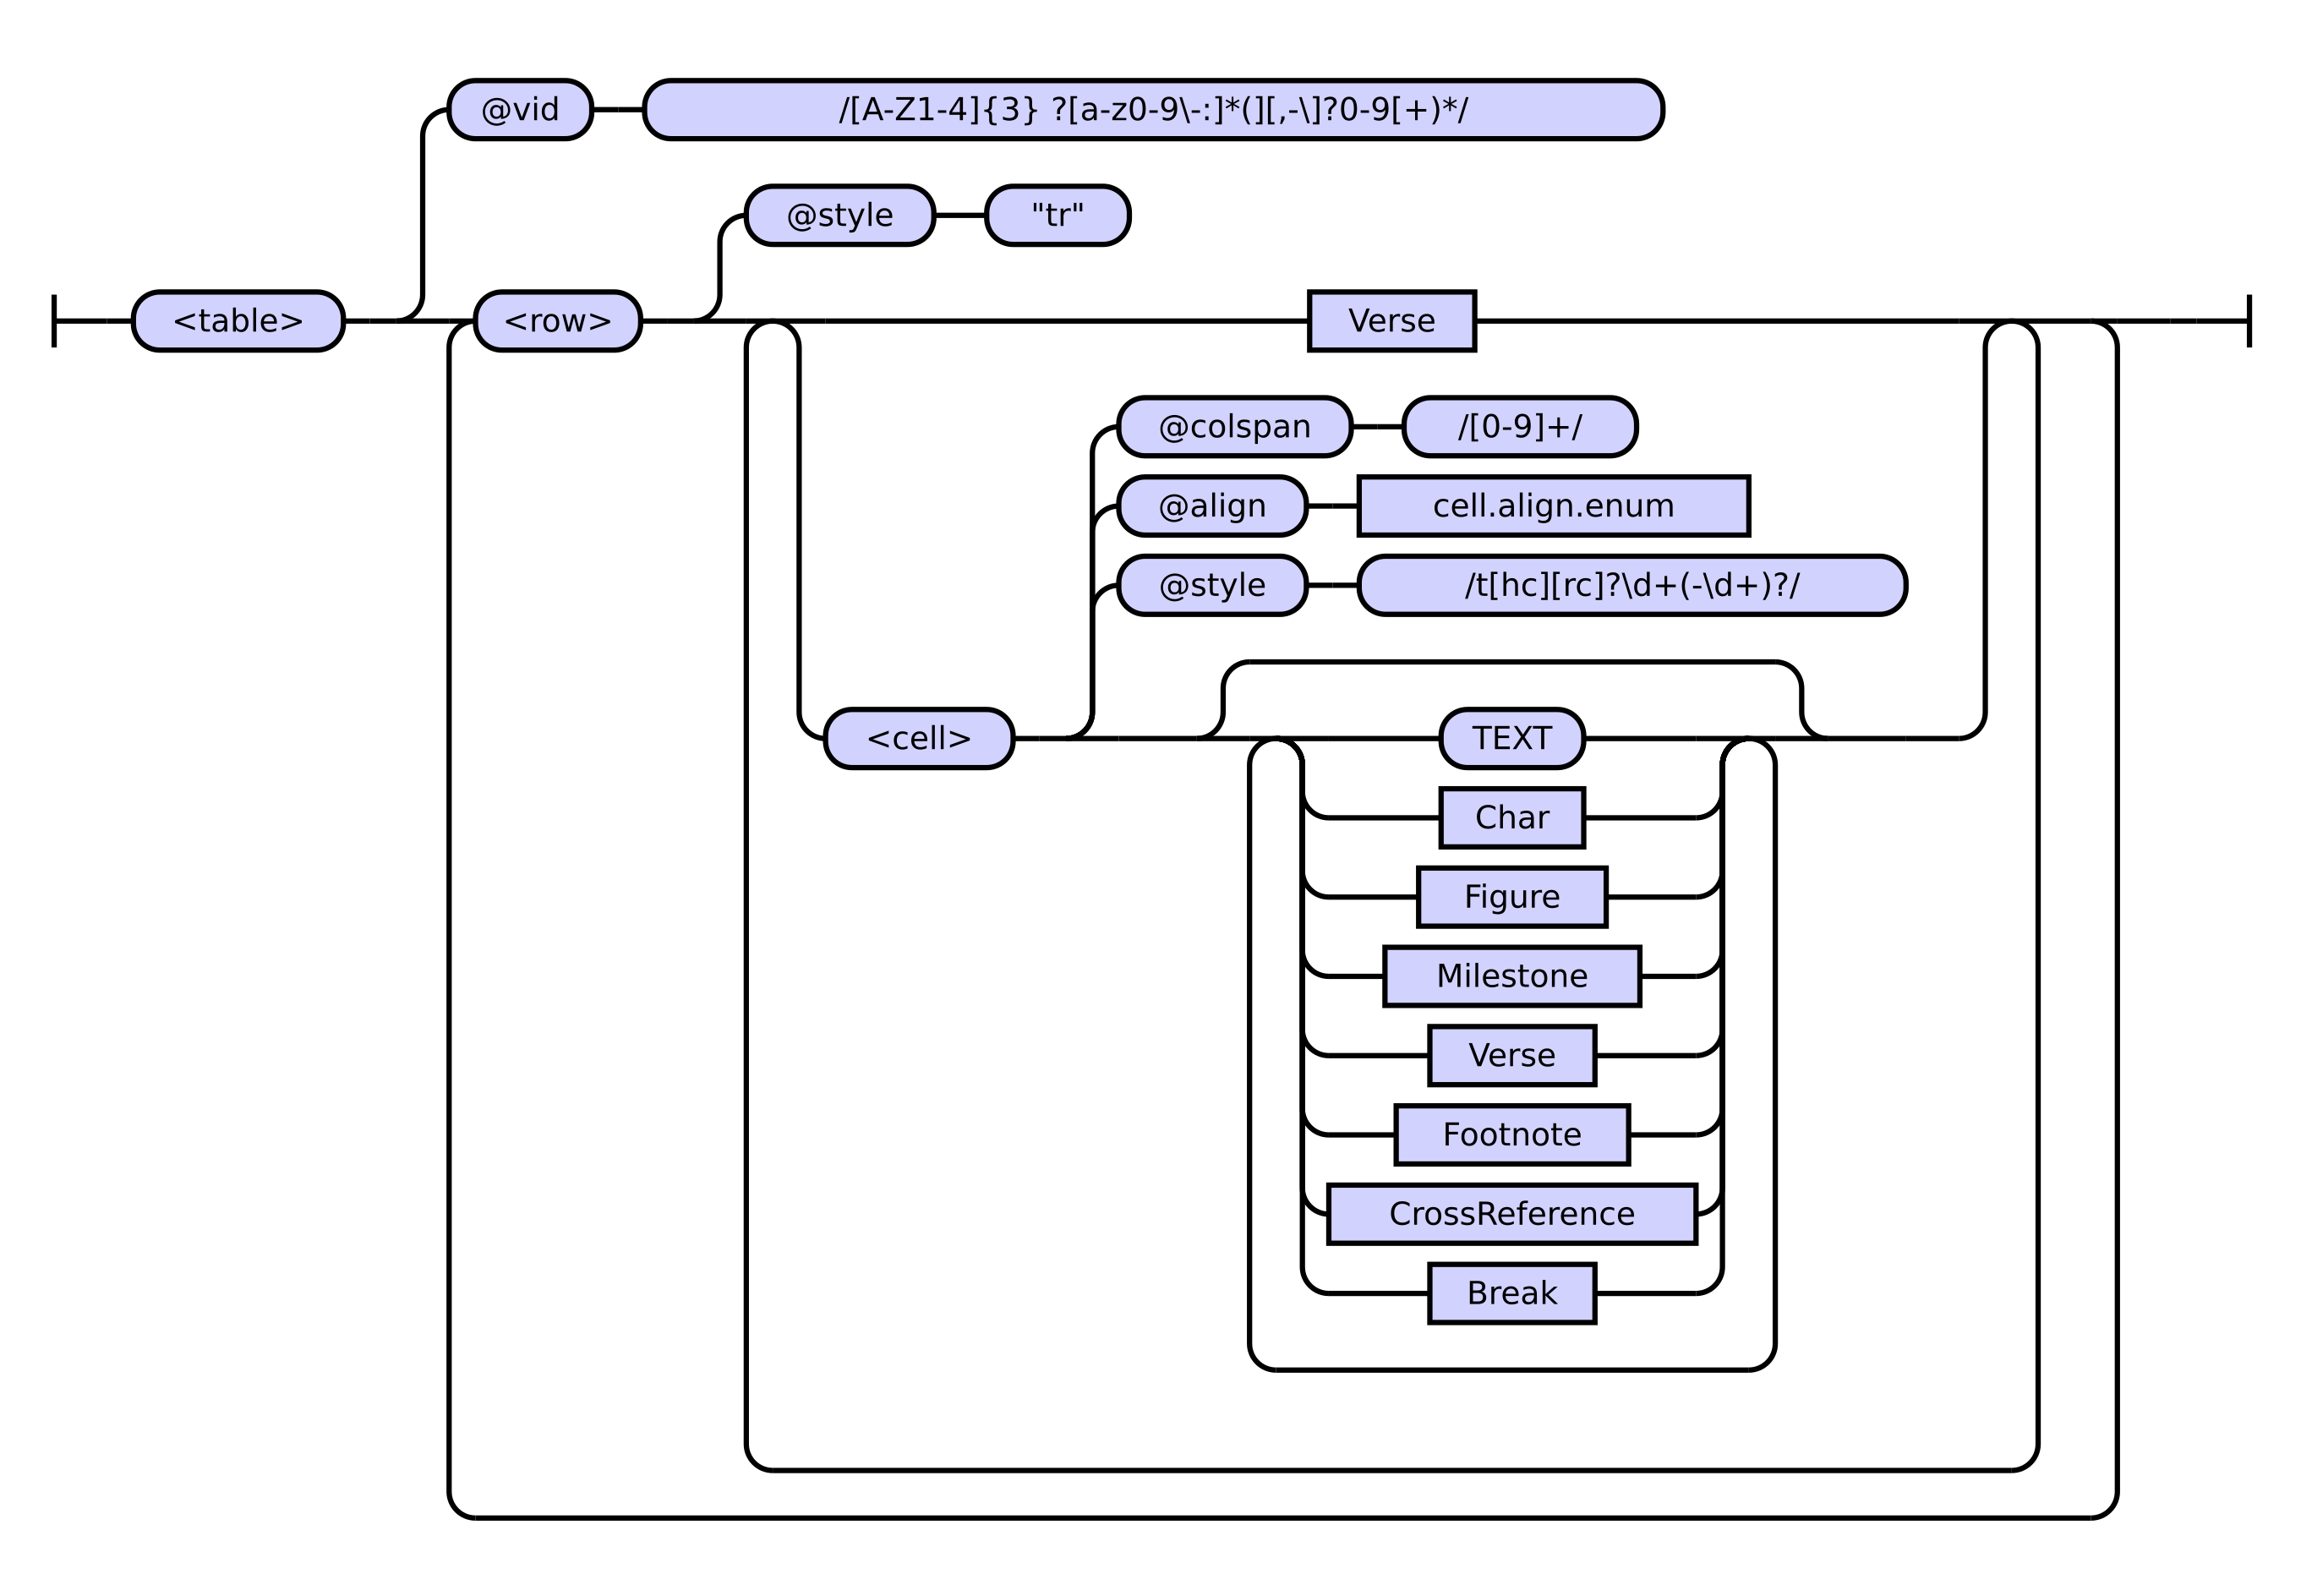 @vid /[A-Z1-4]{3} ?[a-z0-9\-:]*(][,-\]?0-9[+)*/
@style "tr"
<table> <row> Verse
@colspan /[0-9]+/
@align cell.align.enum
@style /t[hc][rc]?\d+(-\d+)?/
<cell> TEXT
Char
Figure
Milestone
Verse
Footnote
CrossReference
Break